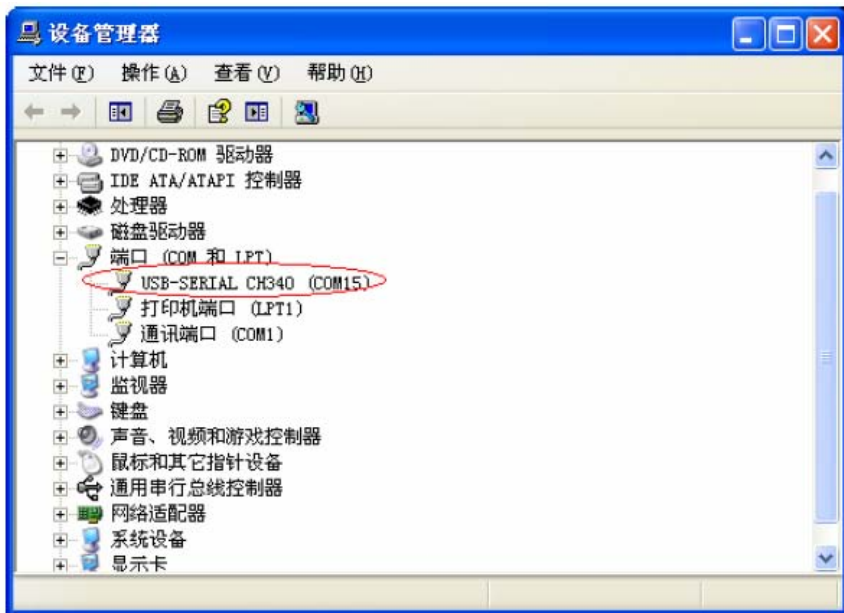 设备管理器
文件(F) 操作(A) 查看(V) 帮助(H)
DVD/CD-ROM 驱动器
IDE ATA/ATAPI 控制器
处理器
磁盘驱动器
端口 (COM 和 LPT)
USB-SERIAL CH340 (COM15)
打印机端口 (LPT1)
通讯端口 (COM1)
计算机
监视器
键盘
声音、视频和游戏控制器
鼠标和其它指针设备
通用串行总线控制器
网络适配器
系统设备
显示卡